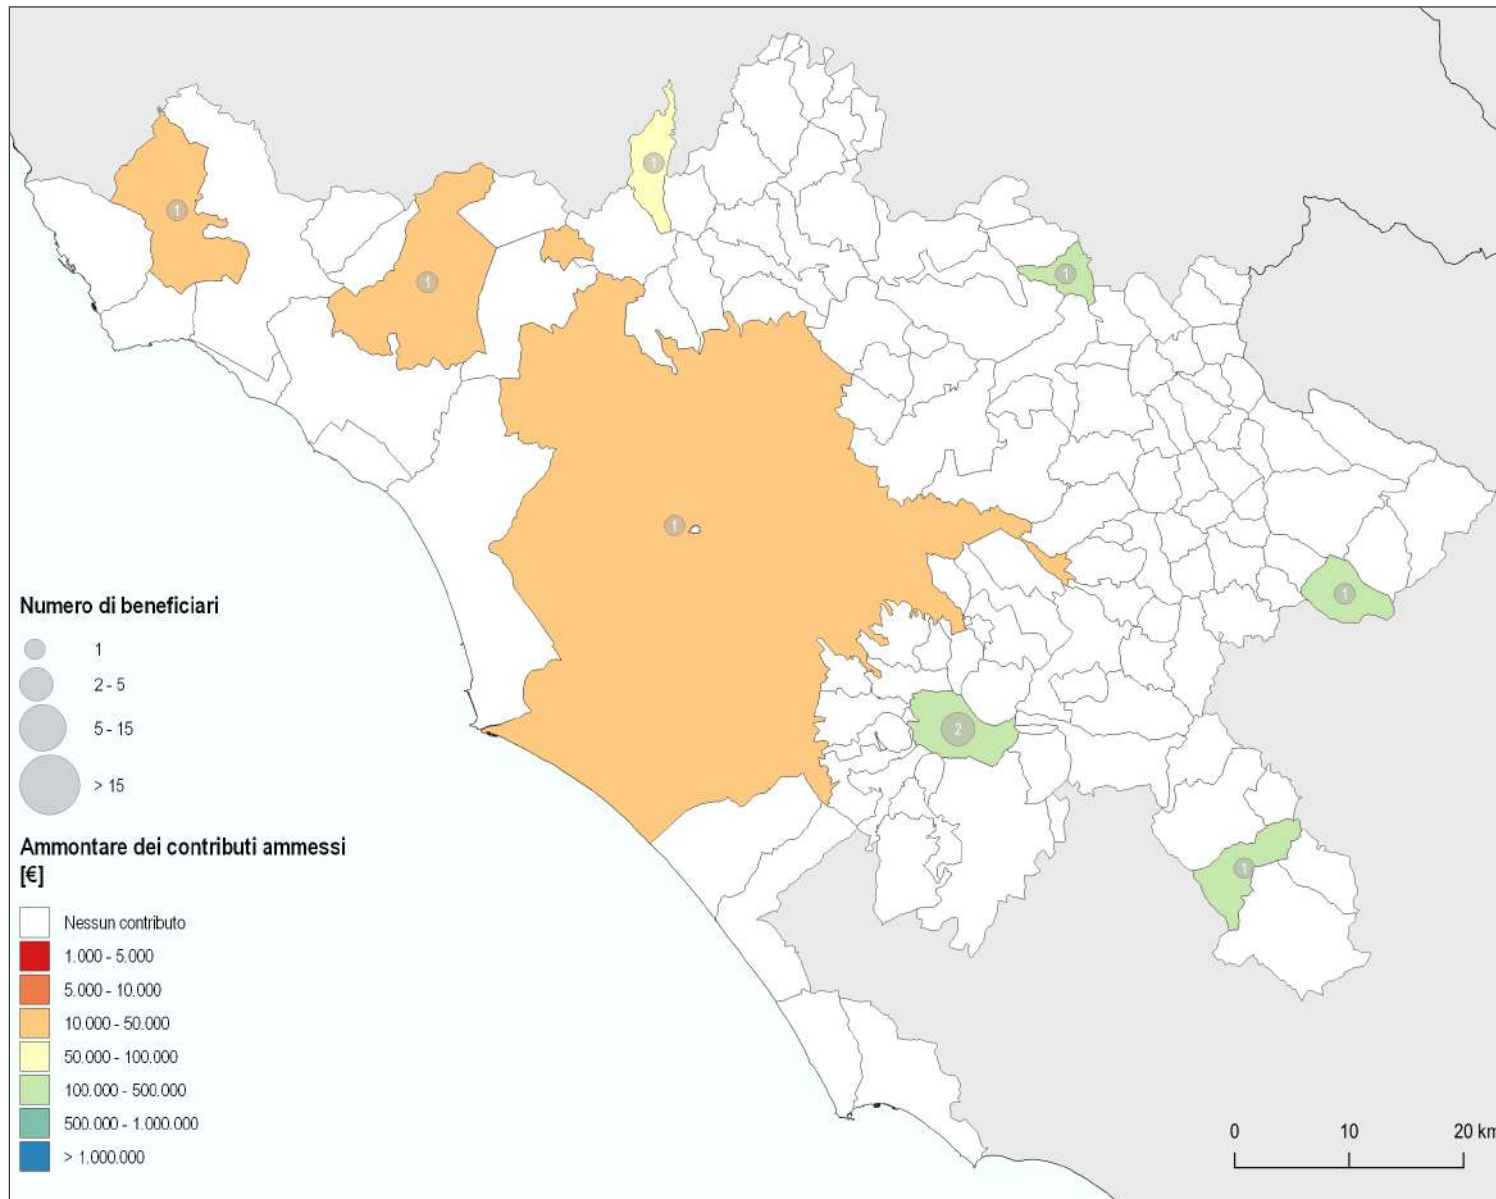 1
1
1
1
1
1
2
1
Numero di beneficiari
1
2 - 5
5 - 15
> 15
Ammontare dei contributi ammessi
[€]
Nessun contributo
1.000 - 5.000
5.000 - 10.000
10.000 - 50.000
50.000 - 100.000
100.000 - 500.000
500.000 - 1.000.000
> 1.000.000
0 10 20 km